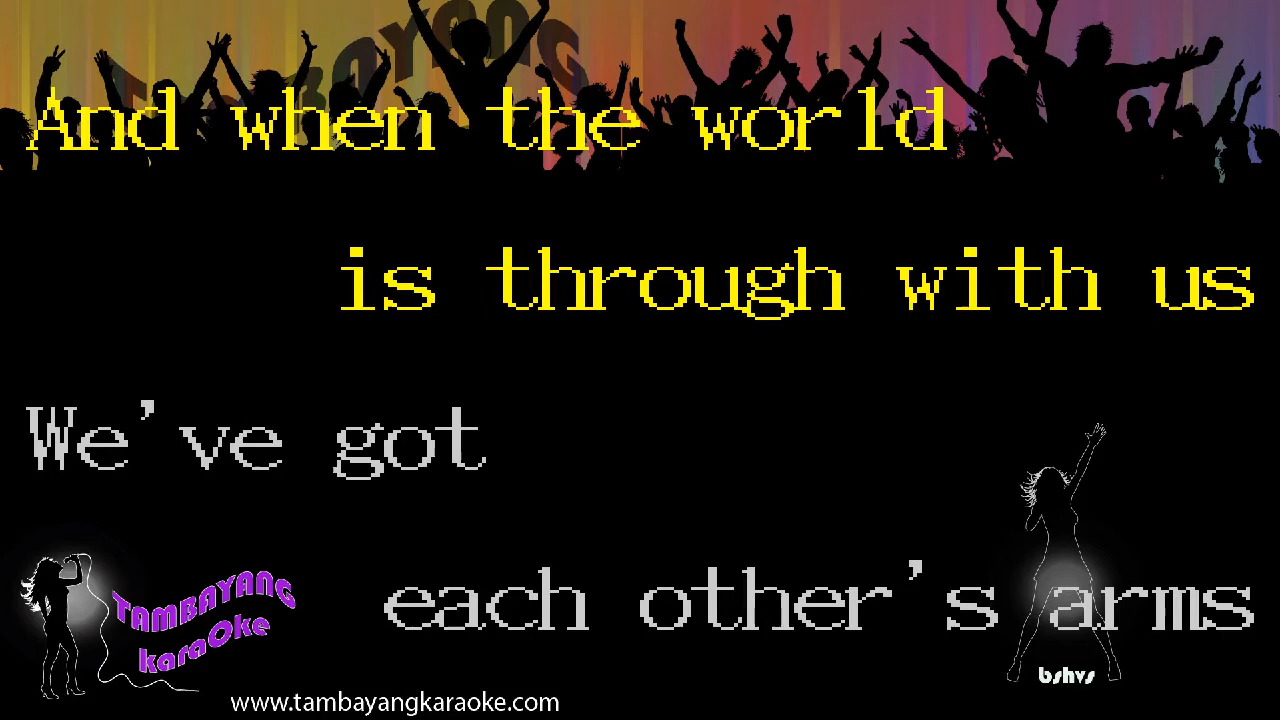 TAMBAYANG
And when the world
is through with us
We've got
each other's arms
TAMBAYANG
karaOke
bshvs
www.tambayangkaraoke.com